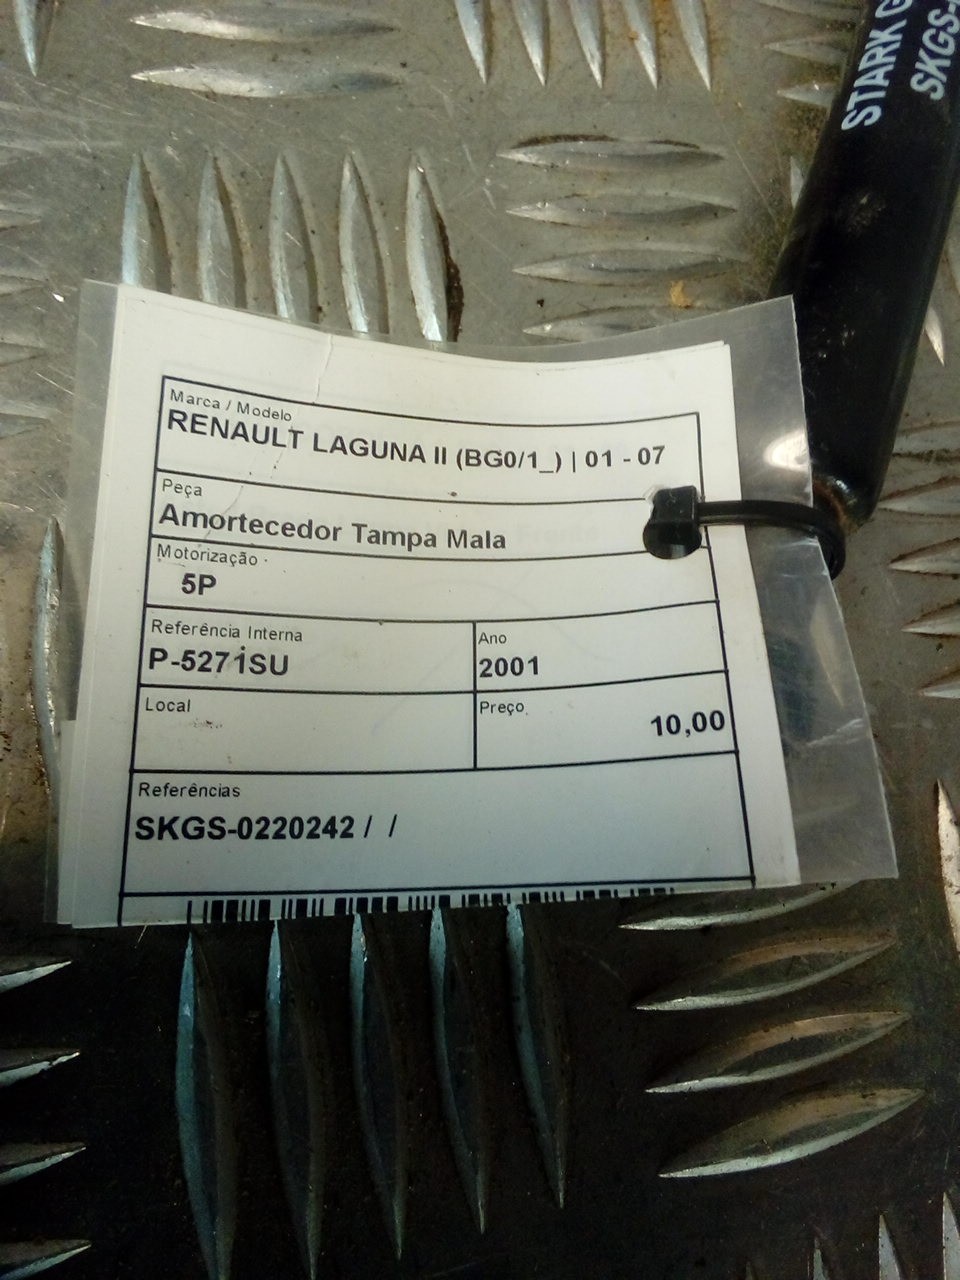 STARK G
SKGS-
Marca / Modelo
RENAULT LAGUNA II (BG0/1_) | 01 - 07
Peça
Amortecedor Tampa Mala
Motorização
5P
Referência Interna
P-5271SU
Ano
2001
Local
Preço
10,00
Referências
SKGS-0220242 / /